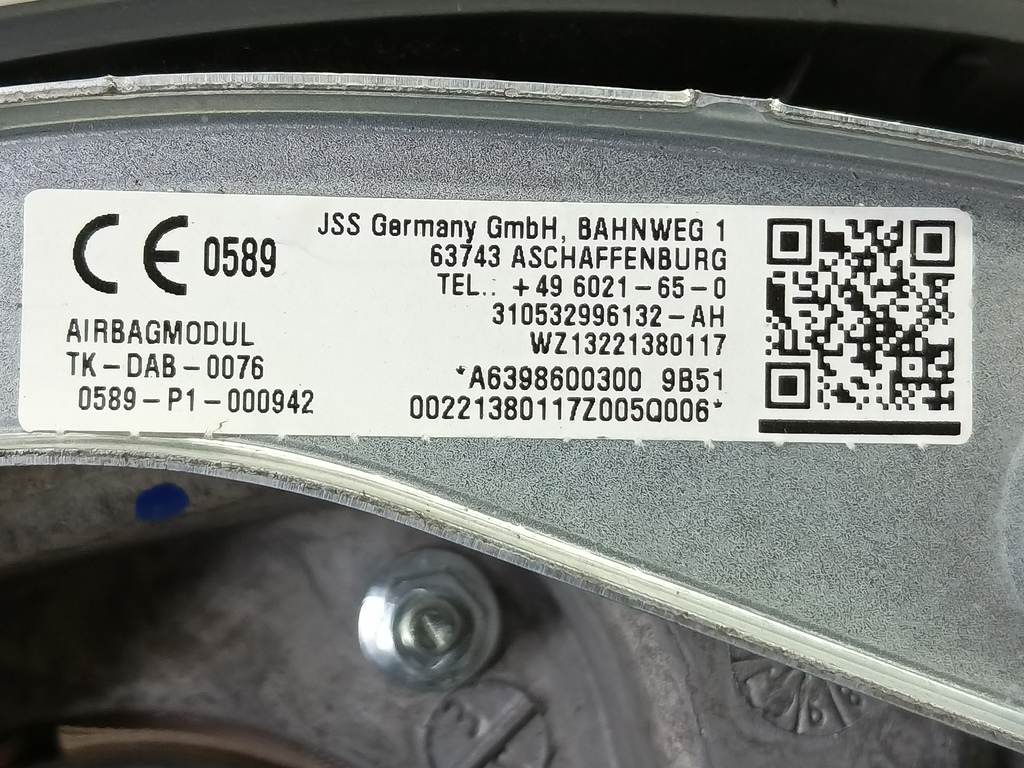 CE 0589
AIRBAGMODUL
TK-DAB-0076
0589-P1-000942
JSS Germany GmbH, BAHNWEG 1
63743 ASCHAFFENBURG
TEL.: +49 6021-65-0
310532996132-AH
WZ13221380117
*A6398600300 9B51
00221380117Z005Q006*